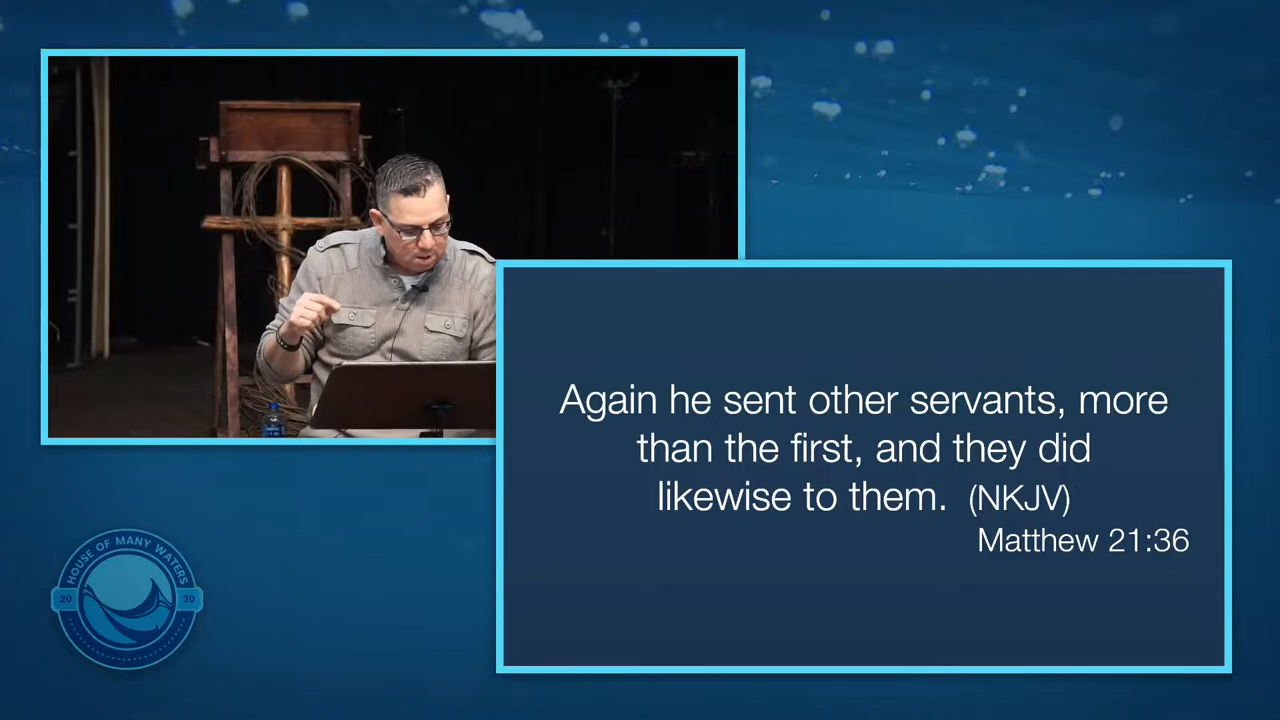 Again he sent other servants, more
than the first, and they did
likewise to them. (NKJV)
Matthew 21:36
HOUSE OF MANY WATERS
20 20